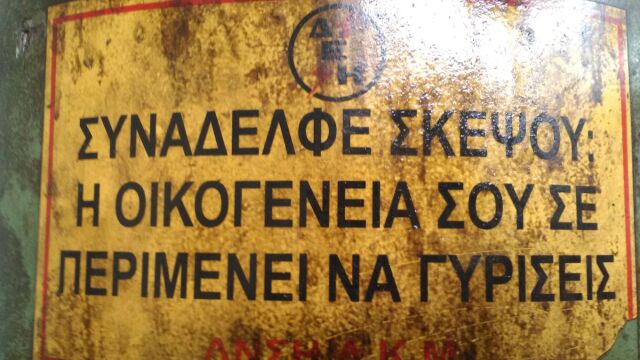 ΔΕΗ
ΣΥΝΑΔΕΛΦΕ ΣΚΕΨΟΥ:
Η ΟΙΚΟΓΕΝΕΙΑ ΣΟΥ ΣΕ
ΠΕΡΙΜΕΝΕΙ ΝΑ ΓΥΡΙΣΕΙΣ